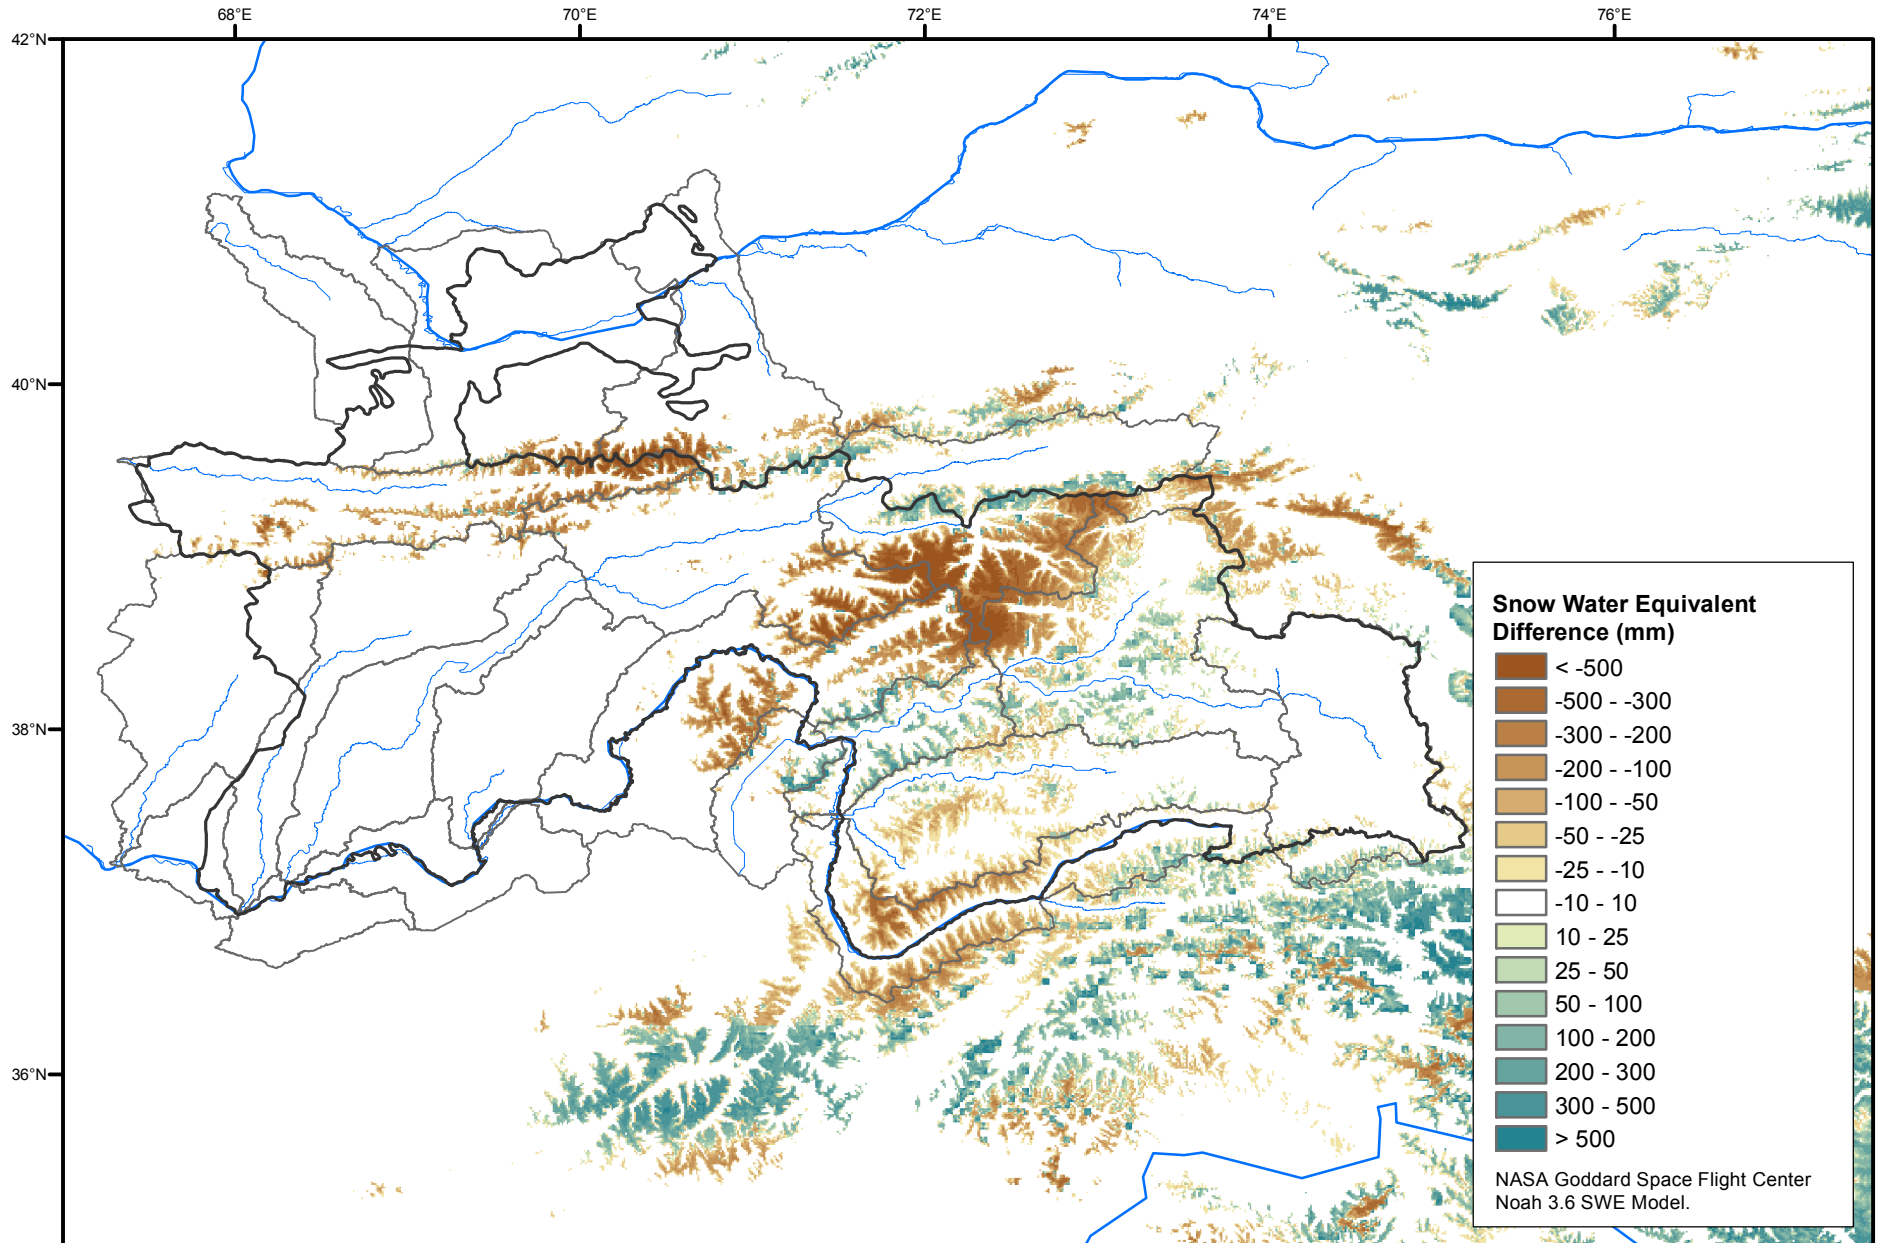 68°E
70°E
72°E
74°E
76°E
42°N
40°N
38°N
36°N
Snow Water Equivalent
Difference (mm)
< -500
-500 - -300
-300 - -200
-200 - -100
-100 - -50
-50 - -25
-25 - -10
-10 - 10
10 - 25
25 - 50
50 - 100
100 - 200
200 - 300
300 - 500
> 500
NASA Goddard Space Flight Center
Noah 3.6 SWE Model.